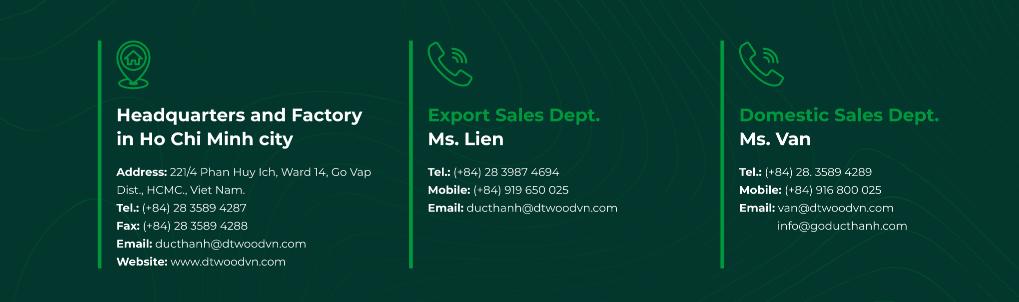 Headquarters and Factory
in Ho Chi Minh city
Address: 221/4 Phan Huy Ich, Ward 14, Go Vap
Dist., HCMC., Viet Nam.
Tel.: (+84) 28 3589 4287
Fax: (+84) 28 3589 4288
Email: ducthanh@dtwoodvn.com
Website: www.dtwoodvn.com
Export Sales Dept.
Ms. Lien
Tel.: (+84) 28 3987 4694
Mobile: (+84) 919 650 025
Email: ducthanh@dtwoodvn.com
Domestic Sales Dept.
Ms. Van
Tel.: (+84) 28. 3589 4289
Mobile: (+84) 916 800 025
Email: van@dtwoodvn.com
info@goducthanh.com